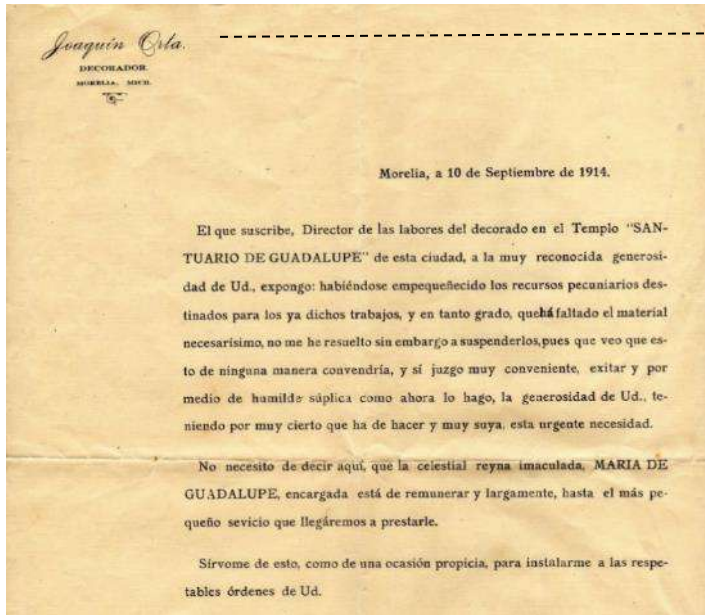 Joaquín Orta.
DECORADOR.
MORELIA, MICH.
Morelia, a 10 de Septiembre de 1914.
El que suscribe, Director de las labores del decorado en el Templo "SAN-
TUARIO DE GUADALUPE" de esta ciudad, a la muy reconocida generosi-
dad de Ud., expongo: habiéndose empequeñecido los recursos pecuniarios des-
tinados para los ya dichos trabajos, y en tanto grado, que há faltado el material
necesarísimo, no me he resuelto sin embargo a suspenderlos, pues que veo que es-
to de ninguna manera convendría, y sí juzgo muy conveniente, exitar y por
medio de humilde súplica como ahora lo hago, la generosidad de Ud., te-
niendo por muy cierto que ha de hacer y muy suya, esta urgente necesidad.
No necesito de decir aquí, que la celestial reyna imaculada, MARIA DE
GUADALUPE, encargada está de remunerar y largamente, hasta el más pe-
queño sevicio que llegáremos a prestarle.
Sírvome de esto, como de una ocasión propicia, para instalarme a las respe-
tables órdenes de Ud.